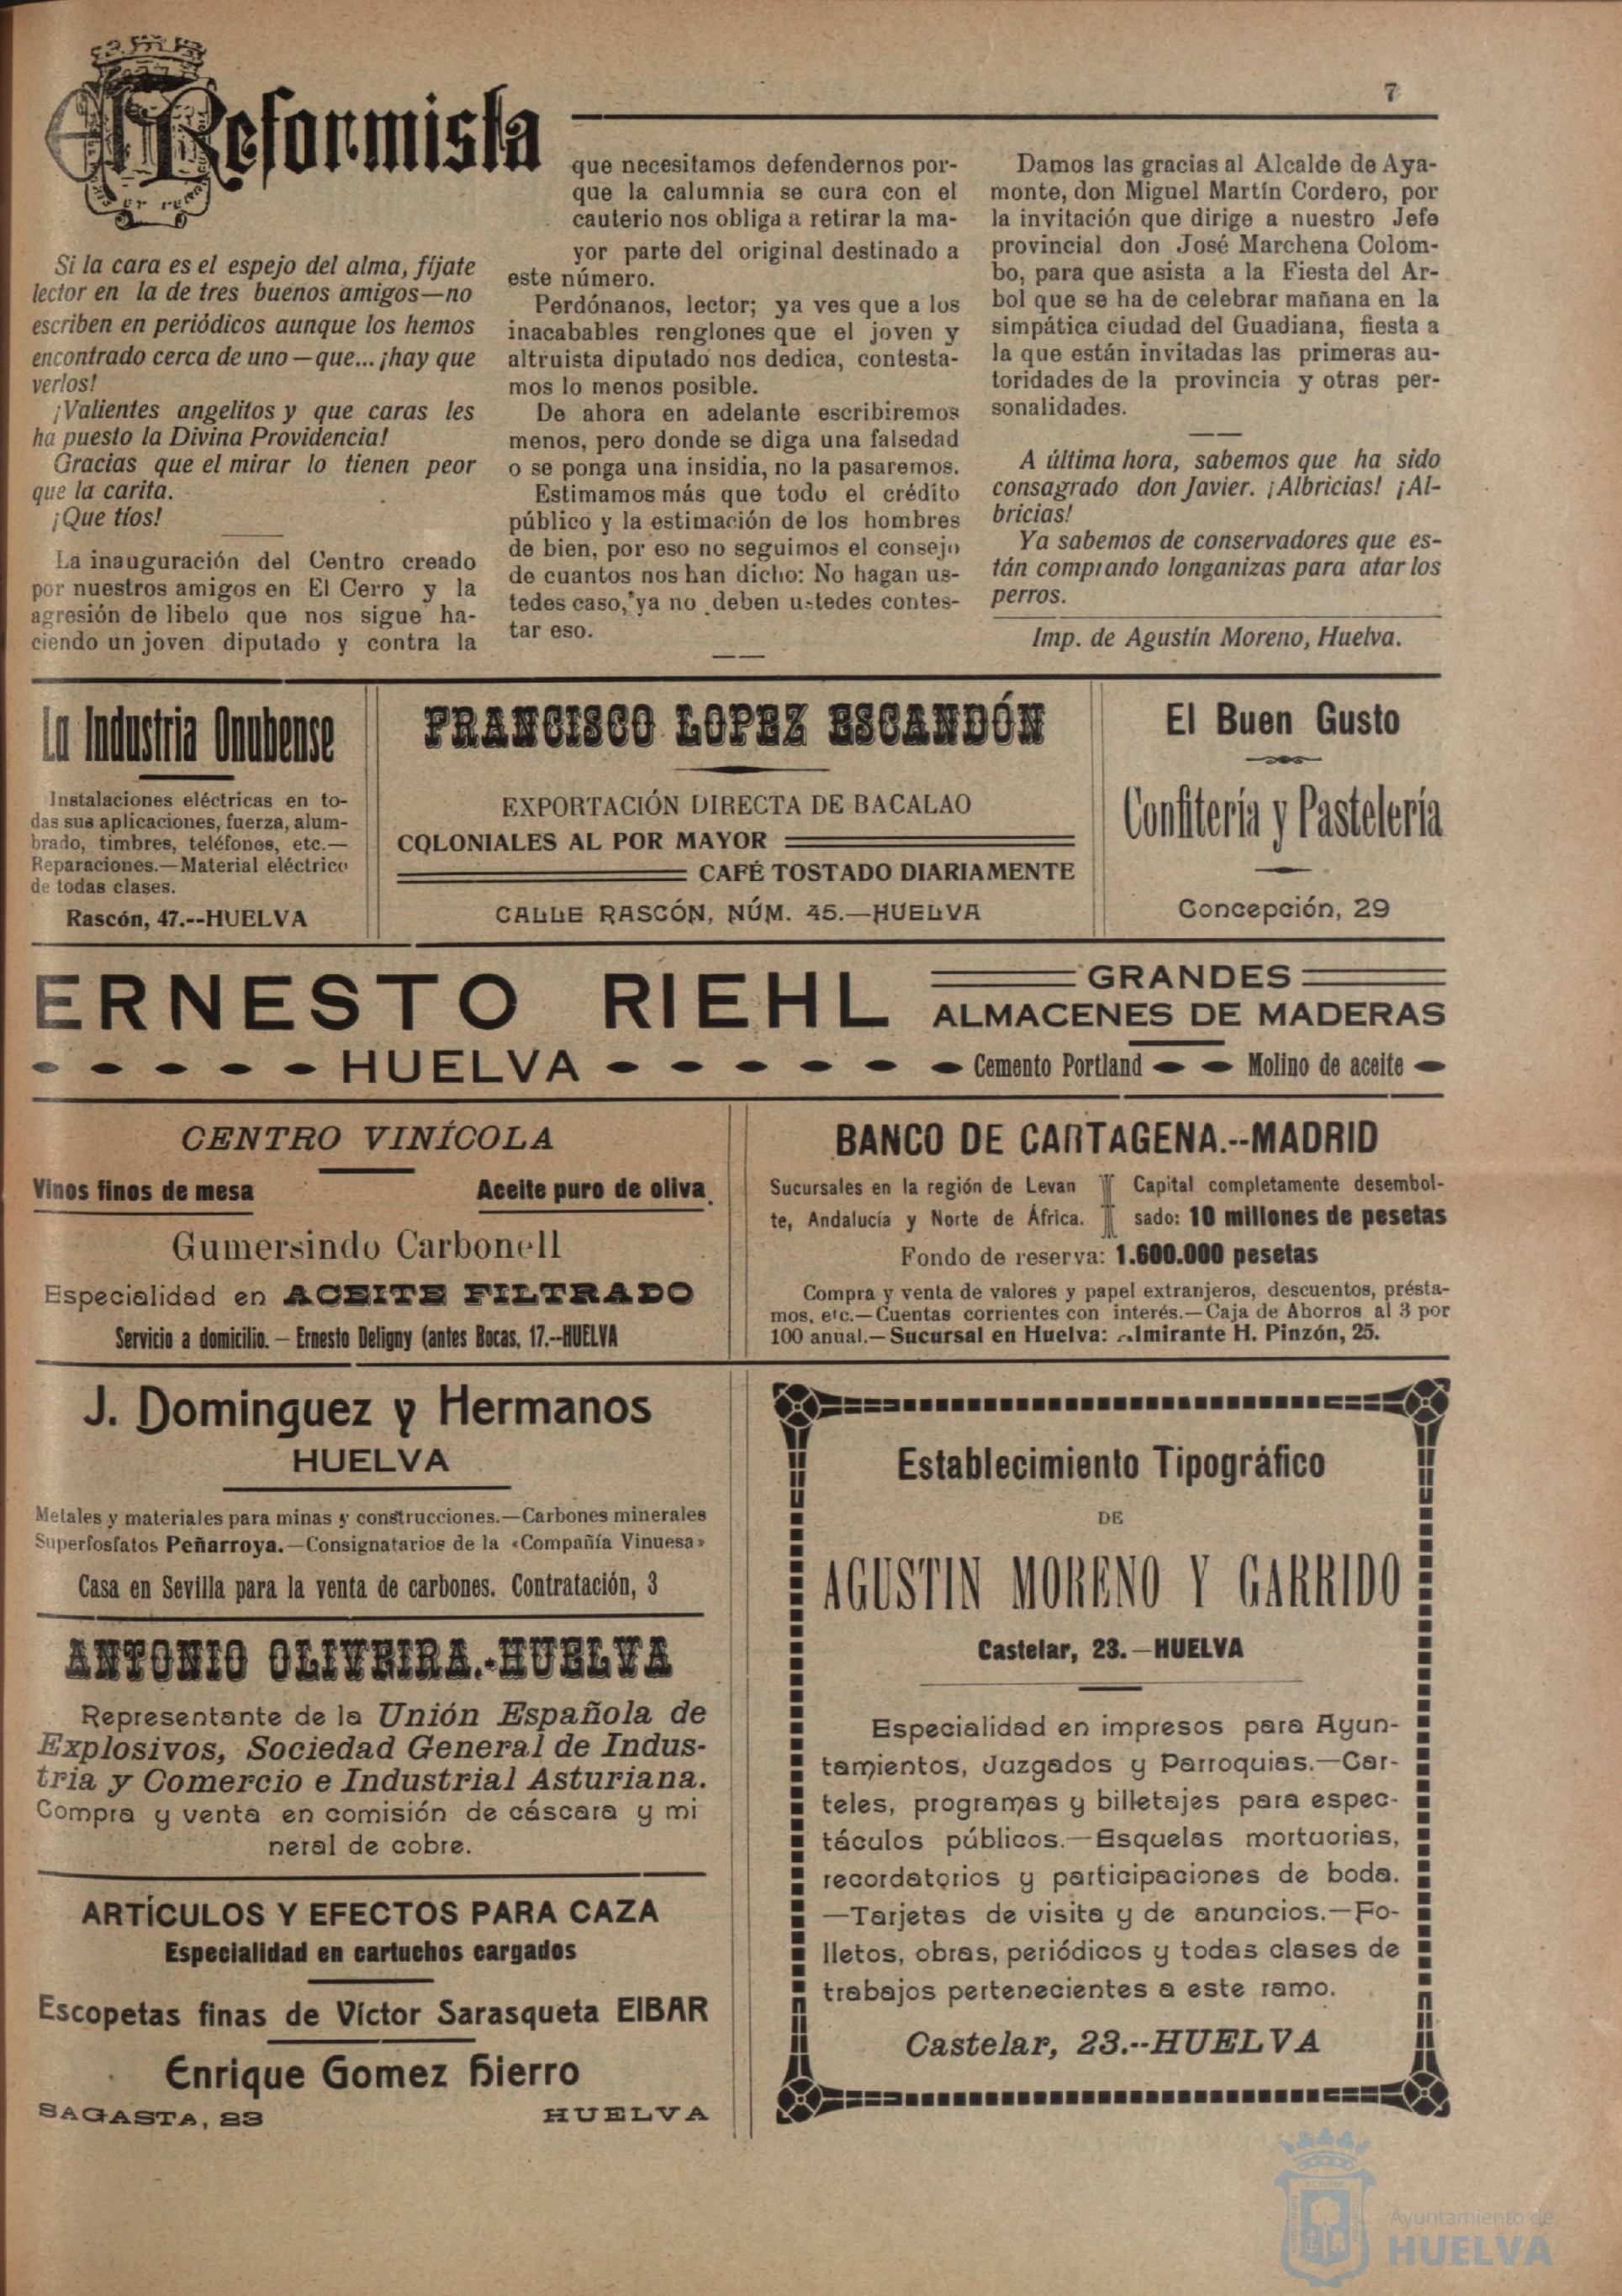 El Reformista
7
Si la cara es el espejo del alma, fíjate
lector en la de tres buenos amigos—no
escriben en periódicos aunque los hemos
encontrado cerca de uno—que... ¡hay que
verlos!
¡Valientes angelitos y que caras les
ha puesto la Divina Providencia!
Gracias que el mirar lo tienen peor
que la carita.
¡Que tíos!
La inauguración del Centro creado
por nuestros amigos en El Cerro y la
agresión de libelo que nos sigue ha-
ciendo un joven diputado y contra la
que necesitamos defendernos por-
que la calumnia se cura con el
cauterio nos obliga a retirar la ma-
yor parte del original destinado a
este número.
Perdónanos, lector; ya ves que a los
inacabables renglones que el joven y
altruista diputado nos dedica, contesta-
mos lo menos posible.
De ahora en adelante escribiremos
menos, pero donde se diga una falsedad
o se ponga una insidia, no la pasaremos.
Estimamos más que todo el crédito
público y la estimación de los hombres
de bien, por eso no seguimos el consejo
de cuantos nos han dicho: No hagan us-
tedes caso, ya no deben ustedes contes-
tar eso.
Damos las gracias al Alcalde de Aya-
monte, don Miguel Martín Cordero, por
la invitación que dirige a nuestro Jefe
provincial don José Marchena Colom-
bo, para que asista a la Fiesta del Ar-
bol que se ha de celebrar mañana en la
simpática ciudad del Guadiana, fiesta a
la que están invitadas las primeras au-
toridades de la provincia y otras per-
sonalidades.
A última hora, sabemos que ha sido
consagrado don Javier. ¡Albricias! ¡Al-
bricias!
Ya sabemos de conservadores que es-
tán comprando longanizas para atar los
perros.
Imp. de Agustín Moreno, Huelva.
La Industria Onubense
Instalaciones eléctricas en to-
das sus aplicaciones, fuerza, alum-
brado, timbres, teléfonos, etc.—
Reparaciones.—Material eléctrico
de todas clases.
Rascón, 47.--HUELVA
FRANCISCO LOPEZ ESCANDÓN
EXPORTACIÓN DIRECTA DE BACALAO
COLONIALES AL POR MAYOR
CAFÉ TOSTADO DIARIAMENTE
CALLE RASCÓN, NÚM. 45.—HUELVA
El Buen Gusto
Confitería y Pastelería
Concepción, 29
ERNESTO RIEHL
HUELVA
GRANDES
ALMACENES DE MADERAS
Cemento Portland — Molino de aceite
CENTRO VINÍCOLA
Vinos finos de mesa Aceite puro de oliva
Gumersindo Carbonell
Especialidad en ACEITE FILTRADO
Servicio a domicilio. — Ernesto Deligny (antes Bocas, 17.--HUELVA
BANCO DE CARTAGENA.--MADRID
Sucursales en la región de Levan
te, Andalucía y Norte de África.
Capital completamente desembol-
sado: 10 millones de pesetas
Fondo de reserva: 1.600.000 pesetas
Compra y venta de valores y papel extranjeros, descuentos, présta-
mos, etc.—Cuentas corrientes con interés.—Caja de Ahorros al 3 por
100 anual.—Sucursal en Huelva: Almirante H. Pinzón, 25.
J. Dominguez y Hermanos
HUELVA
Metales y materiales para minas y construcciones.—Carbones minerales
Superfosfatos Peñarroya.—Consignatarios de la «Compañía Vinuesa»
Casa en Sevilla para la venta de carbones. Contratación, 3
ANTONIO OLIVEIRA.-HUELVA
Representante de la Unión Española de
Explosivos, Sociedad General de Indus-
tria y Comercio e Industrial Asturiana.
Compra y venta en comisión de cáscara y mi
neral de cobre.
ARTÍCULOS Y EFECTOS PARA CAZA
Especialidad en cartuchos cargados
Escopetas finas de Víctor Sarasqueta EIBAR
Enrique Gomez Hierro
SAGASTA, 23 HUELVA
Establecimiento Tipográfico
DE
AGUSTIN MORENO Y GARRIDO
Castelar, 23.—HUELVA
Especialidad en impresos para Ayun-
tamientos, Juzgados y Parroquias.—Car-
teles, programas y billetajes para espec-
táculos públicos.—Esquelas mortuorias,
recordatorios y participaciones de boda.
—Tarjetas de visita y de anuncios.—Fo-
lletos, obras, periódicos y todas clases de
trabajos pertenecientes a este ramo.
Castelar, 23.--HUELVA
Ayuntamiento de
HUELVA